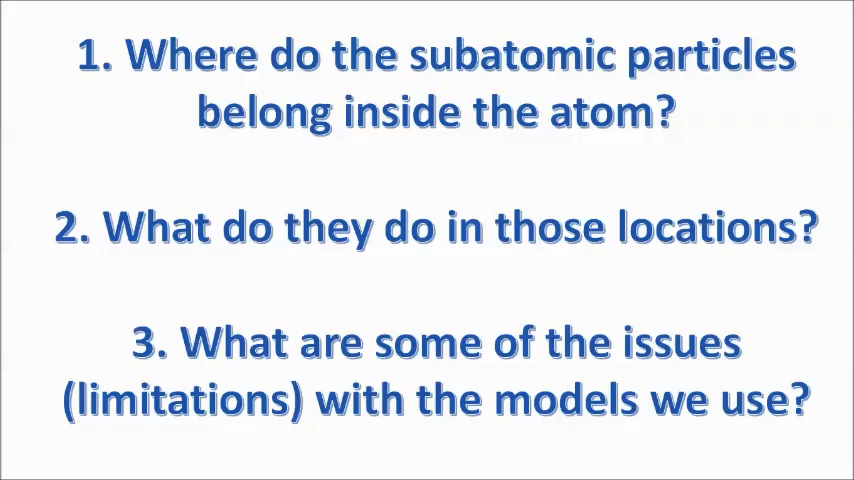 1. Where do the subatomic particles
belong inside the atom?
2. What do they do in those locations?
3. What are some of the issues
(limitations) with the models we use?